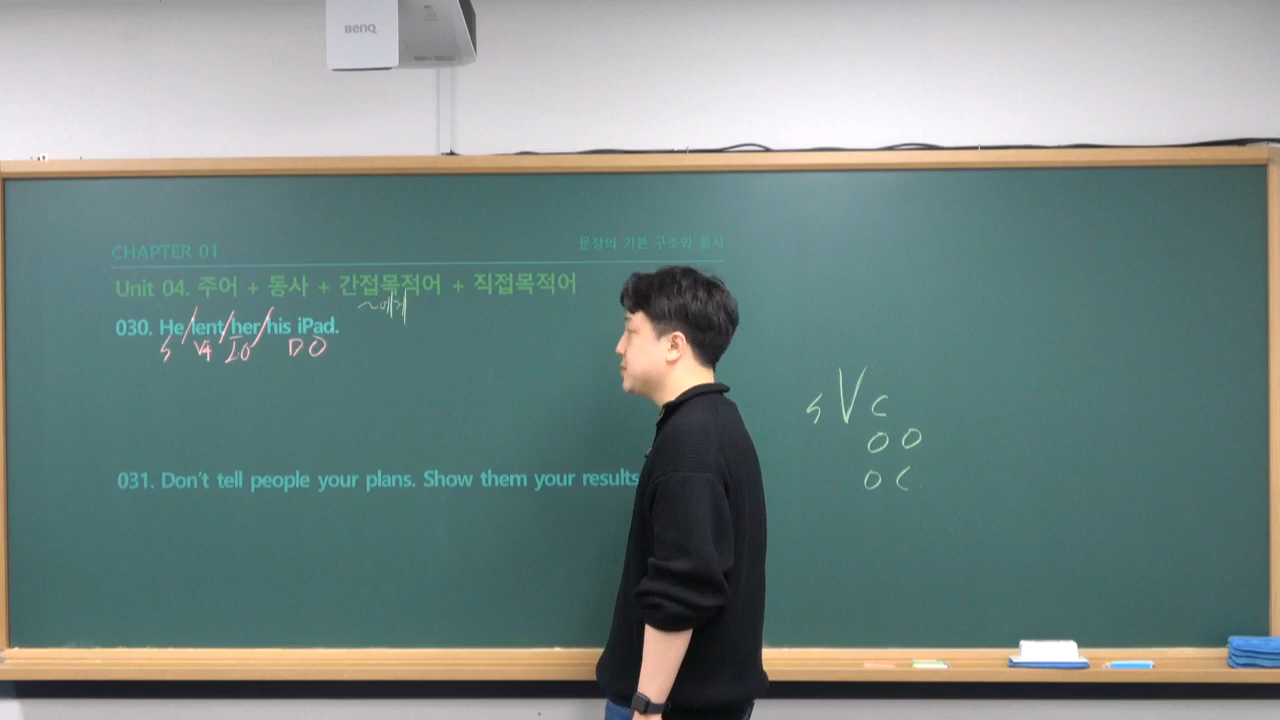 BenQ
CHAPTER 01
문장의 기본 구조와 동사
Unit 04. 주어 + 동사 + 간접목적어 + 직접목적어
~에게
030. He/lent/her/his iPad.
S V4 IO DO
S V C
O O
O C
031. Don't tell people your plans. Show them your results